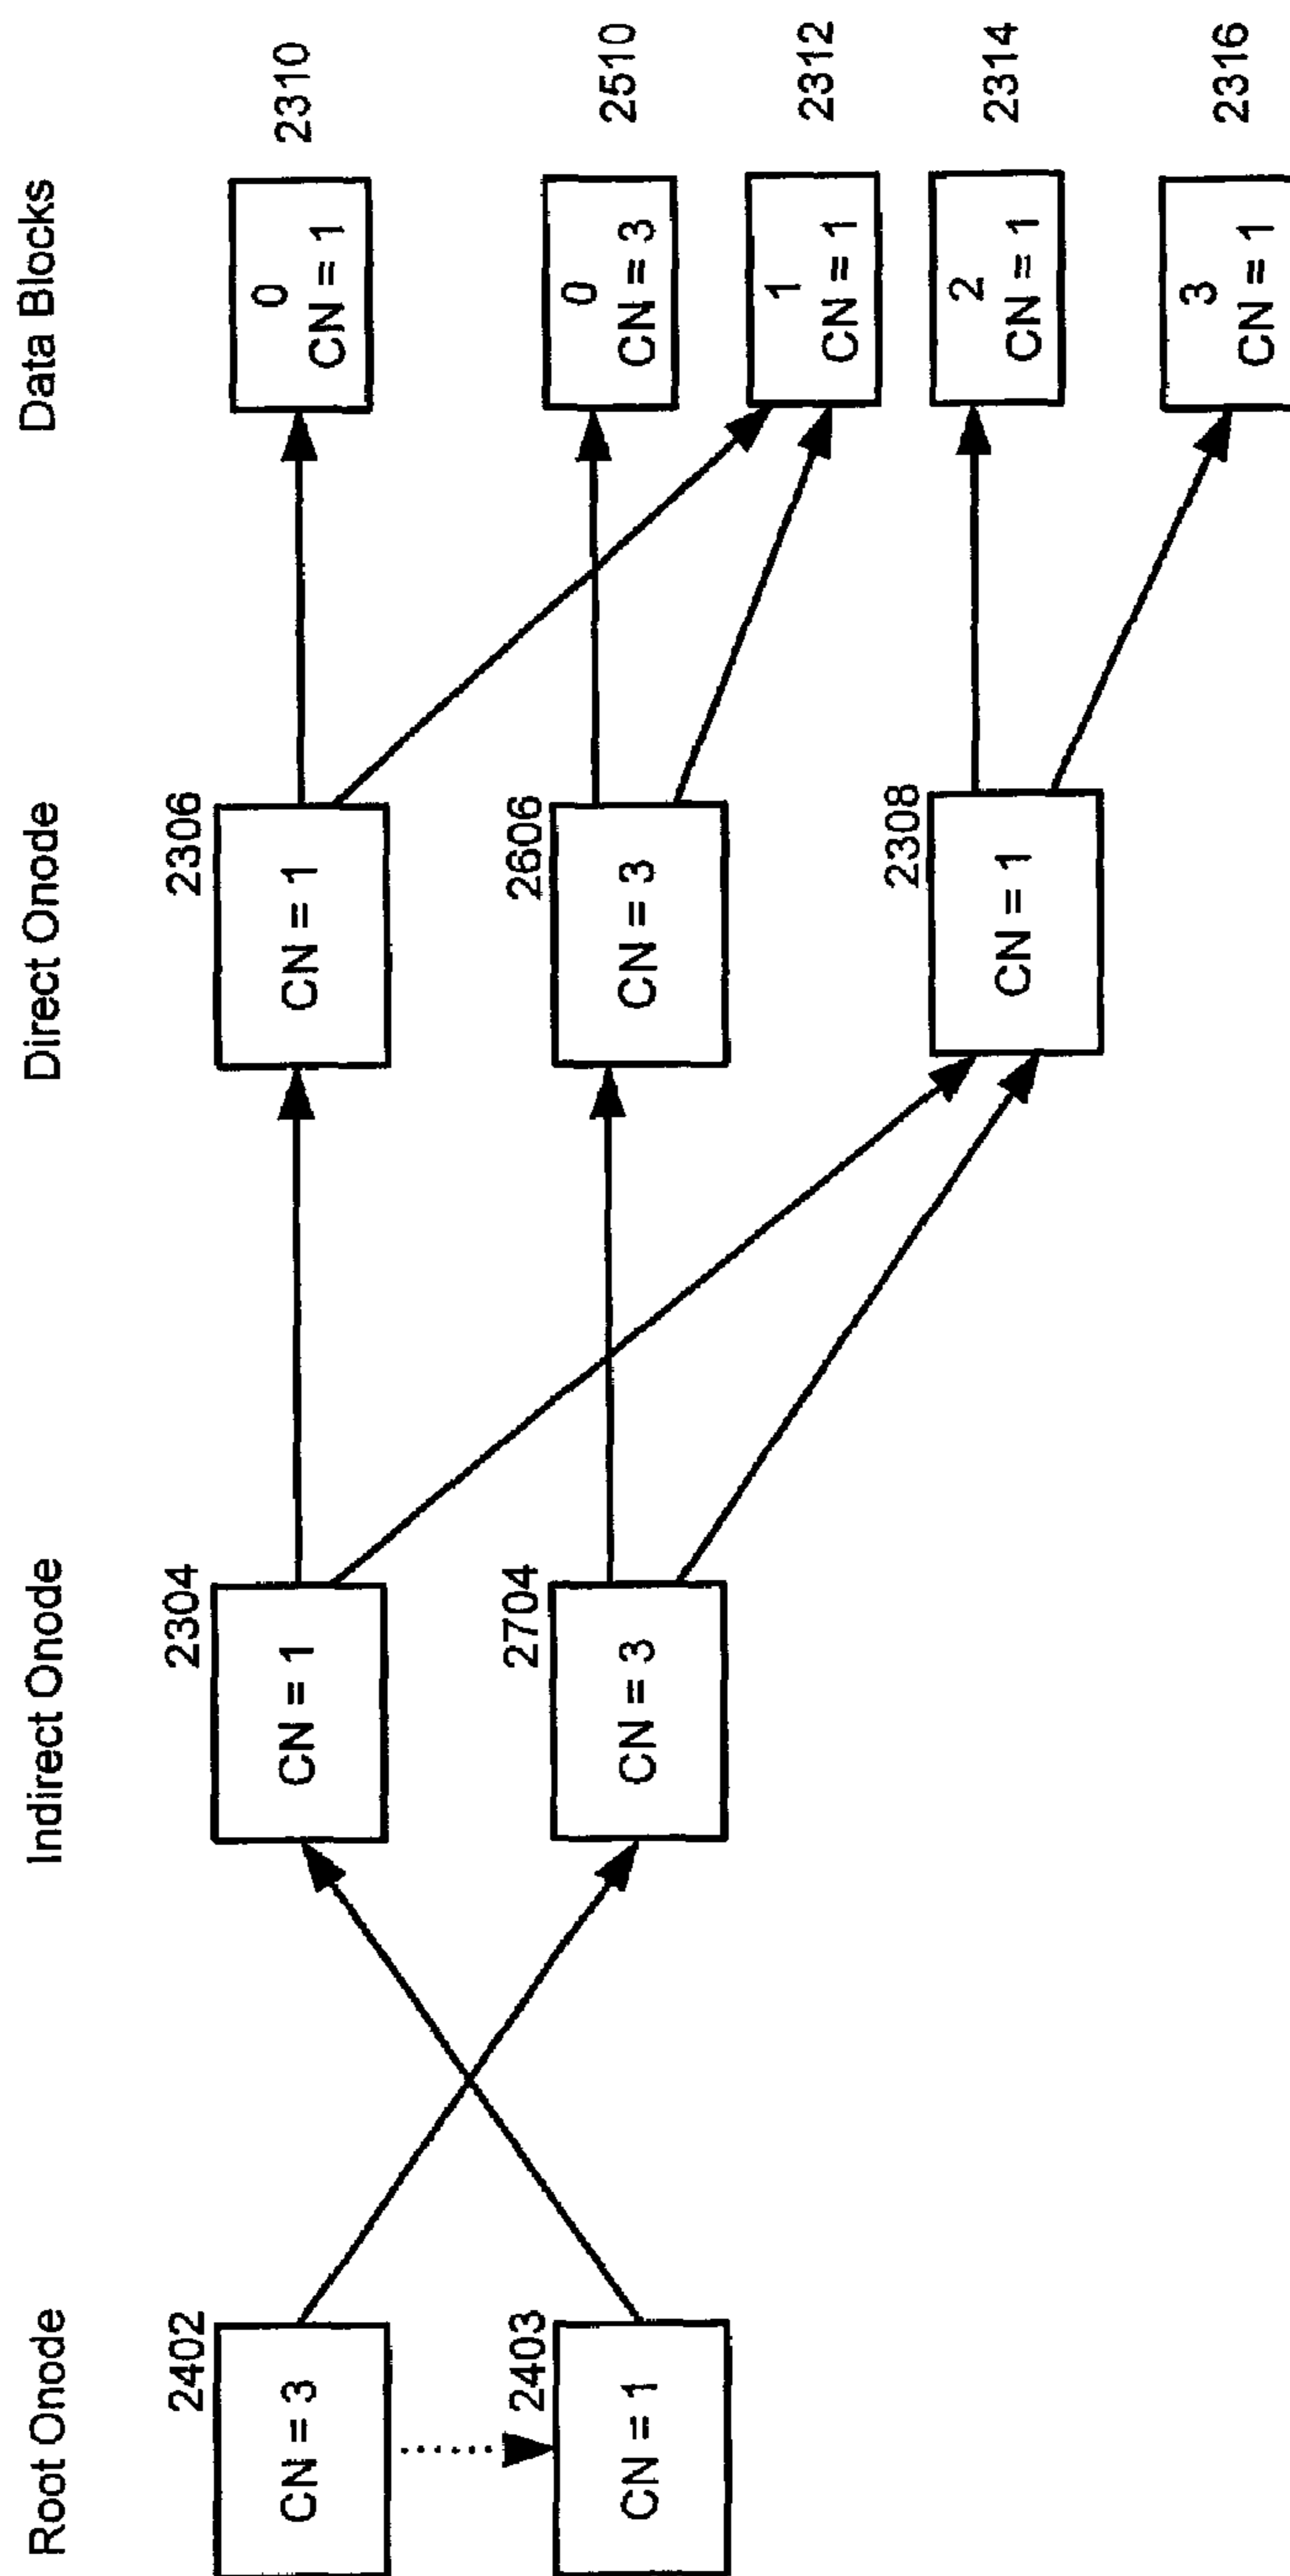 Root Onode
Indirect Onode
Direct Onode
Data Blocks
2402
CN = 3
2403
CN = 1
2304
CN = 1
2704
CN = 3
2306
CN = 1
2606
CN = 3
2308
CN = 1
0
CN = 1
2310
0
CN = 3
2510
1
CN = 1
2312
2
CN = 1
2314
3
CN = 1
2316